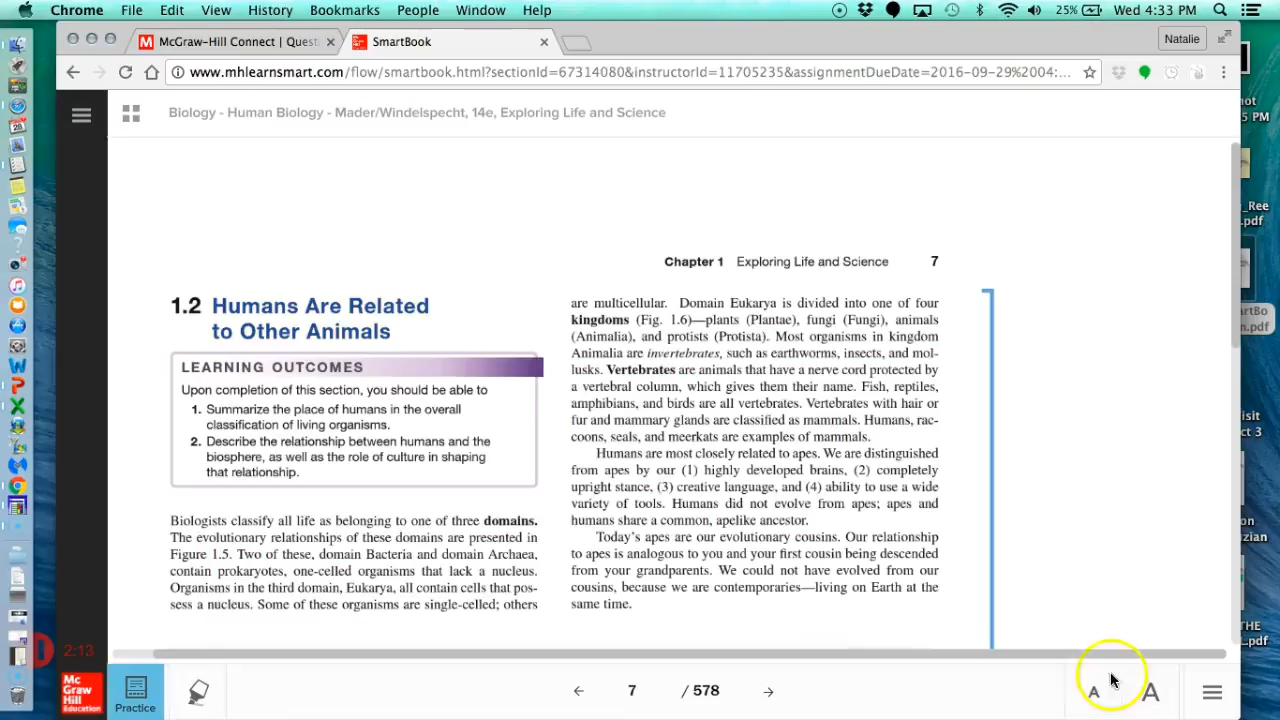 Chrome File Edit View History Bookmarks People Window Help 25% Wed 4:33 PM
McGraw-Hill Connect | Quest × SmartBook × Natalie
www.mhlearnsmart.com/flow/smartbook.html?sectionId=67314080&instructorId=11705235&assignmentDueDate=2016-09-29%2004:...
Biology - Human Biology - Mader/Windelspecht, 14e, Exploring Life and Science
Chapter 1 Exploring Life and Science 7
1.2 Humans Are Related
to Other Animals
LEARNING OUTCOMES
Upon completion of this section, you should be able to
1. Summarize the place of humans in the overall
classification of living organisms.
2. Describe the relationship between humans and the
biosphere, as well as the role of culture in shaping
that relationship.
Biologists classify all life as belonging to one of three domains.
The evolutionary relationships of these domains are presented in
Figure 1.5. Two of these, domain Bacteria and domain Archaea,
contain prokaryotes, one-celled organisms that lack a nucleus.
Organisms in the third domain, Eukarya, all contain cells that pos-
sess a nucleus. Some of these organisms are single-celled; others
are multicellular. Domain Eukarya is divided into one of four
kingdoms (Fig. 1.6)—plants (Plantae), fungi (Fungi), animals
(Animalia), and protists (Protista). Most organisms in kingdom
Animalia are invertebrates, such as earthworms, insects, and mol-
lusks. Vertebrates are animals that have a nerve cord protected by
a vertebral column, which gives them their name. Fish, reptiles,
amphibians, and birds are all vertebrates. Vertebrates with hair or
fur and mammary glands are classified as mammals. Humans, rac-
coons, seals, and meerkats are examples of mammals.
Humans are most closely related to apes. We are distinguished
from apes by our (1) highly developed brains, (2) completely
upright stance, (3) creative language, and (4) ability to use a wide
variety of tools. Humans did not evolve from apes; apes and
humans share a common, apelike ancestor.
Today's apes are our evolutionary cousins. Our relationship
to apes is analogous to you and your first cousin being descended
from your grandparents. We could not have evolved from our
cousins, because we are contemporaries—living on Earth at the
same time.
2:13
Mc
Graw
Hill
Education
Practice
7 / 578
A A